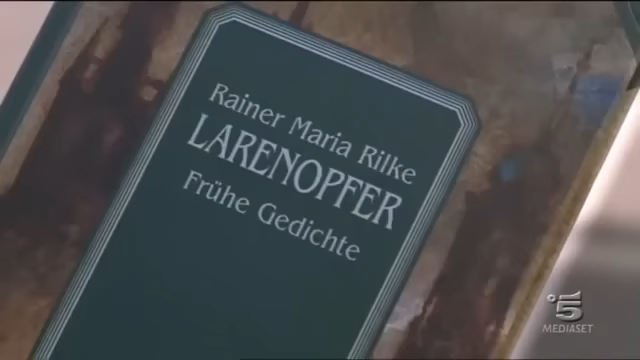 Rainer Maria Rilke
LARENOPFER
Frühe Gedichte
5
MEDIASET